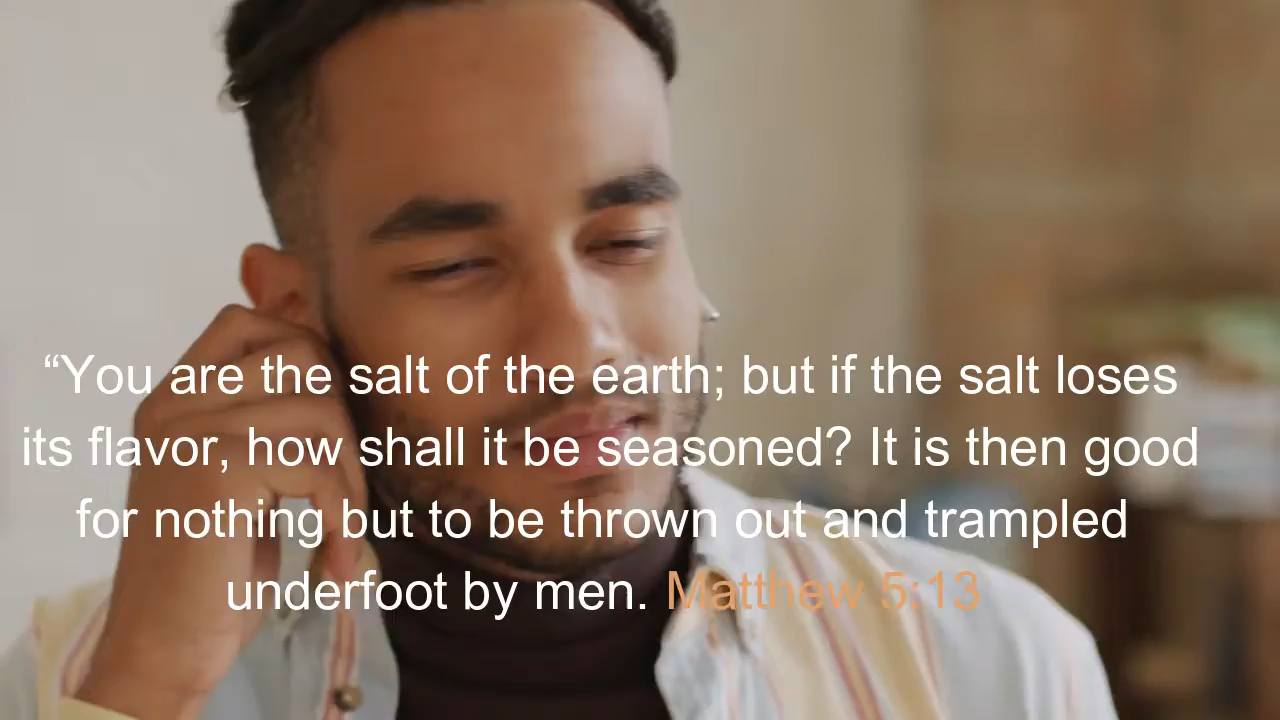 “You are the salt of the earth; but if the salt loses
its flavor, how shall it be seasoned? It is then good
for nothing but to be thrown out and trampled
underfoot by men. Matthew 5:13